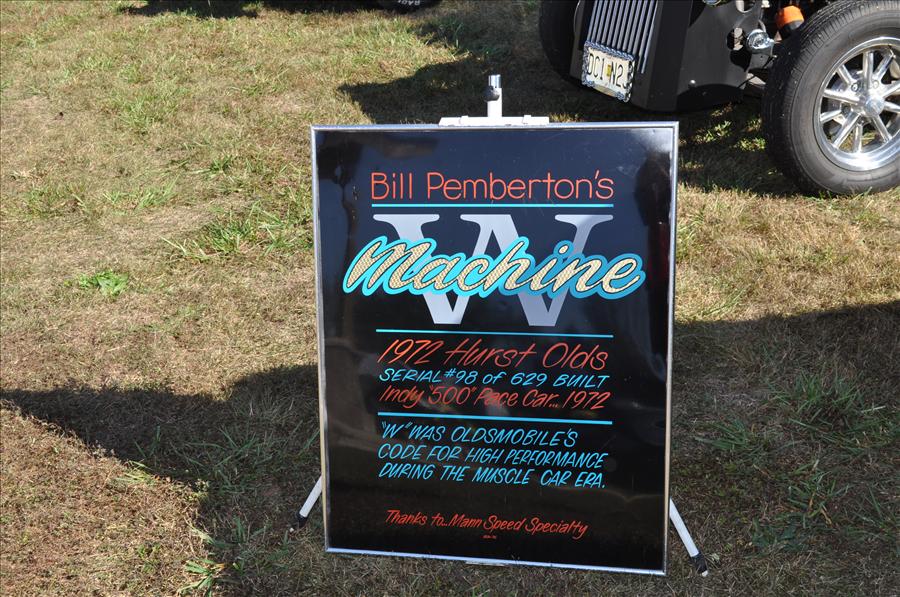 Bill Pemberton's
W
Machine
1972 Hurst Olds
SERIAL #98 OF 629 BUILT
Indy "500" Pace Car... 1972
"W" WAS OLDSMOBILE'S
CODE FOR HIGH PERFORMANCE
DURING THE MUSCLE CAR ERA.
Thanks to... Mann Speed Specialty